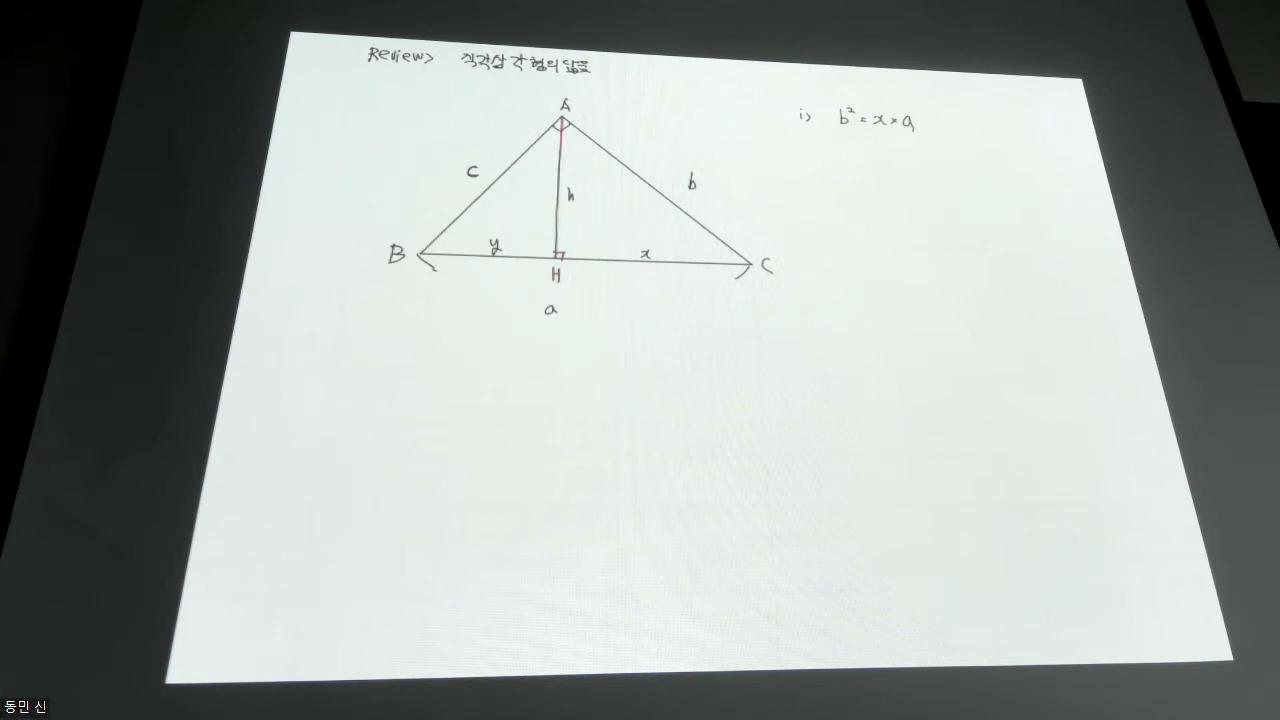 Review> 직각삼각형의 닮음
A
i) b² = x × a
c
b
h
B
y
x
C
H
a
동민 신